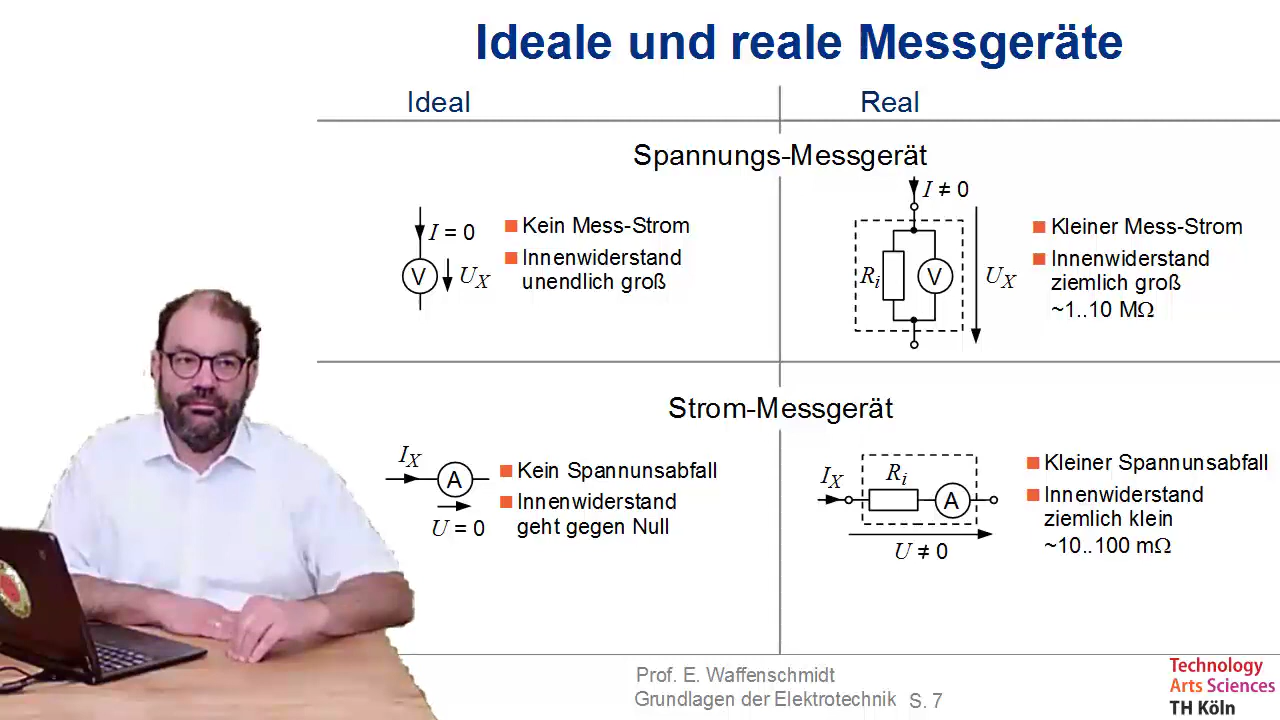 Ideale und reale Messgeräte
Ideal
Real
Spannungs-Messgerät
I = 0
V
U_X
Kein Mess-Strom
Innenwiderstand
unendlich groß
I ≠ 0
R_i
V
U_X
Kleiner Mess-Strom
Innenwiderstand
ziemlich groß
~1..10 MΩ
Strom-Messgerät
I_X
A
U = 0
Kein Spannunsabfall
Innenwiderstand
geht gegen Null
I_X
R_i
A
U ≠ 0
Kleiner Spannunsabfall
Innenwiderstand
ziemlich klein
~10..100 mΩ
Prof. E. Waffenschmidt
Grundlagen der Elektrotechnik S. 7
Technology
Arts Sciences
TH Köln